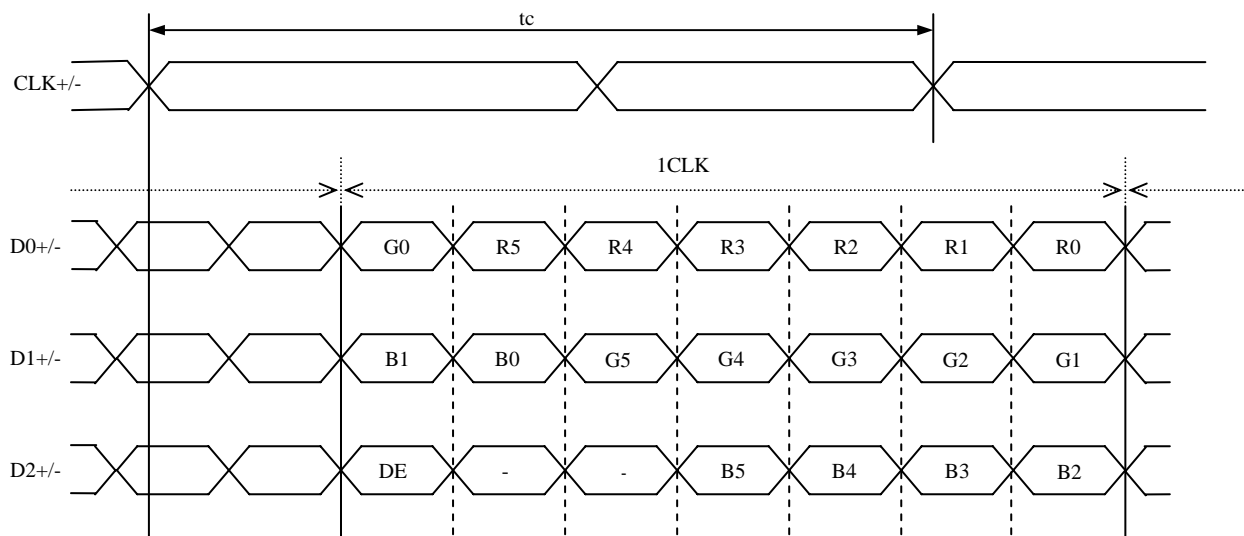 tc
CLK+/-
1CLK
D0+/- G0 R5 R4 R3 R2 R1 R0
D1+/- B1 B0 G5 G4 G3 G2 G1
D2+/- DE - - B5 B4 B3 B2